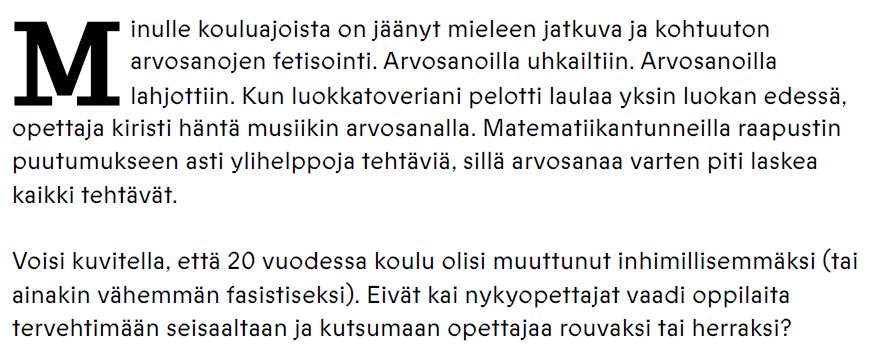 Minulle kouluajoista on jäänyt mieleen jatkuva ja kohtuuton
arvosanojen fetisointi. Arvosanoilla uhkailtiin. Arvosanoilla
lahjottiin. Kun luokkatoveriani pelotti laulaa yksin luokan edessä,
opettaja kiristi häntä musiikin arvosanalla. Matematiikantunneilla raapustin
puutumukseen asti ylihelppoja tehtäviä, sillä arvosanaa varten piti laskea
kaikki tehtävät.
Voisi kuvitella, että 20 vuodessa koulu olisi muuttunut inhimillisemmäksi (tai
ainakin vähemmän fasistiseksi). Eivät kai nykyopettajat vaadi oppilaita
tervehtimään seisaaltaan ja kutsumaan opettajaa rouvaksi tai herraksi?